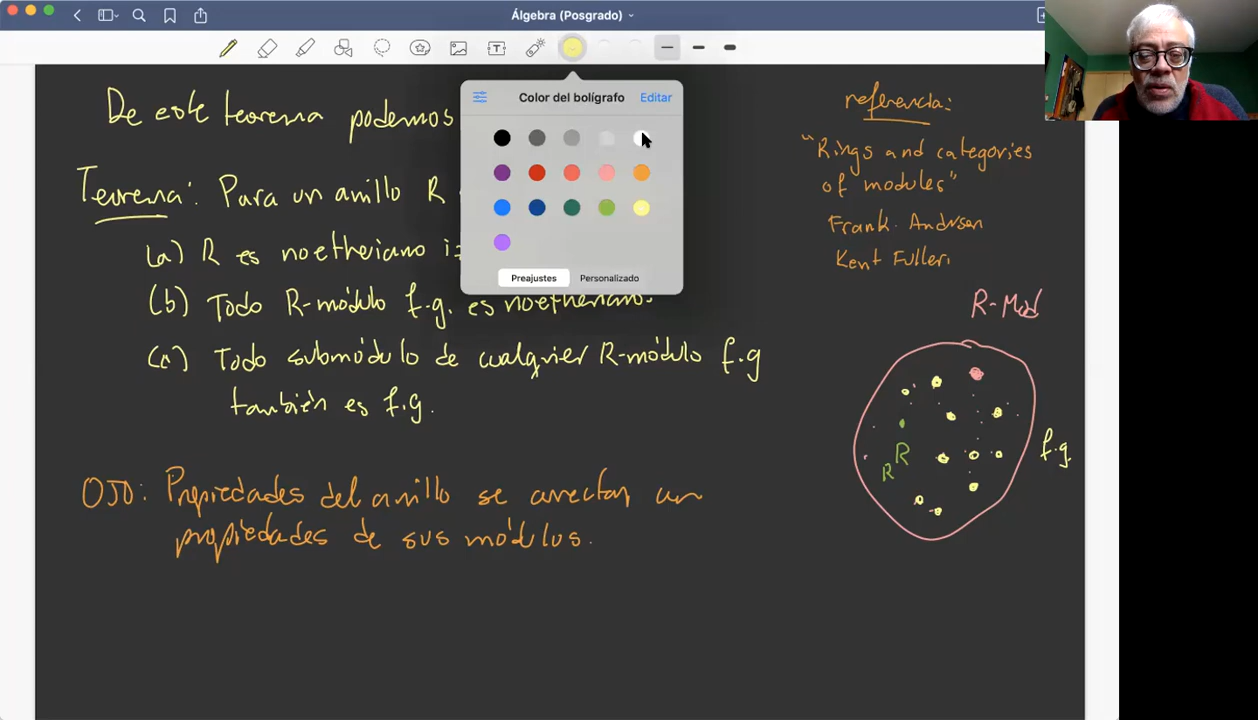 Álgebra (Posgrado)
Color del bolígrafo
Editar
Preajustes
Personalizado
De este teorema podemos
Teorema: Para un anillo R
(a) R es noetheriano iz
(b) Todo R-módulo f.g. es noetheriano.
(c) Todo submódulo de cualquier R-módulo f.g
también es f.g.
OJO: Propiedades del anillo se conectan con
propiedades de sus módulos.
referencia:
"Rings and categories
of modules"
Frank. Anderson
Kent Fuller.
R-Mod
R R
f.g.